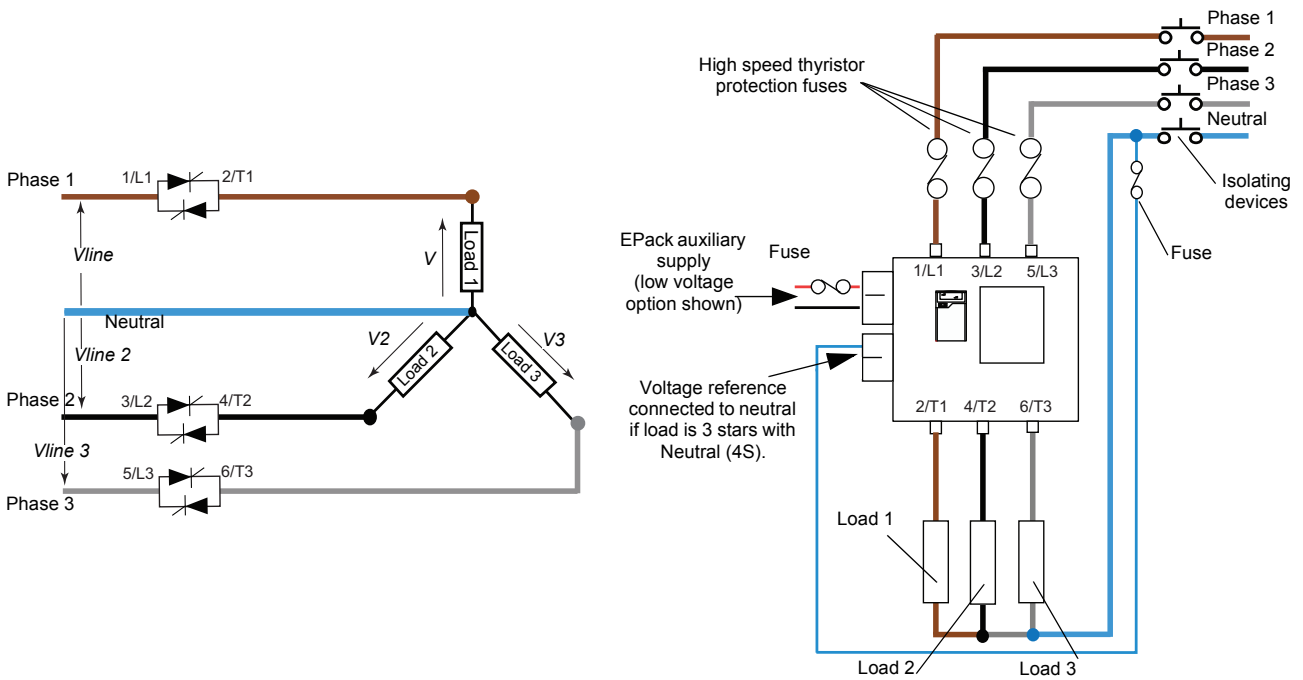 Phase 1
1/L1
2/T1
Vline
V
Load 1
Neutral
Vline 2
V2
V3
Load 2
Load 3
Phase 2
3/L2
4/T2
Vline 3
5/L3
6/T3
Phase 3
Phase 1
Phase 2
Phase 3
Neutral
High speed thyristor
protection fuses
Isolating
devices
Fuse
EPack auxiliary
supply
(low voltage
option shown)
Fuse
1/L1
3/L2
5/L3
Voltage reference
connected to neutral
if load is 3 stars with
Neutral (4S).
2/T1
4/T2
6/T3
Load 1
Load 2
Load 3